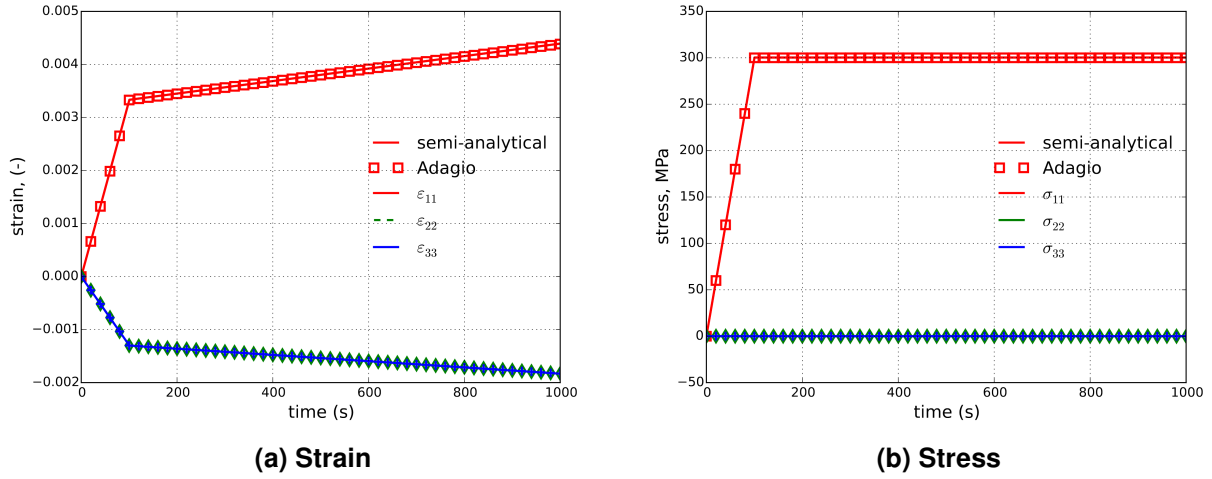 0.005
0.004
0.003
0.002
0.001
0.000
−0.001
−0.002
strain, (-)
0 200 400 600 800 1000
time (s)
semi-analytical
Adagio
ε11
ε22
ε33
(a) Strain
350
300
250
200
150
100
50
0
−50
stress, MPa
0 200 400 600 800 1000
time (s)
semi-analytical
Adagio
σ11
σ22
σ33
(b) Stress